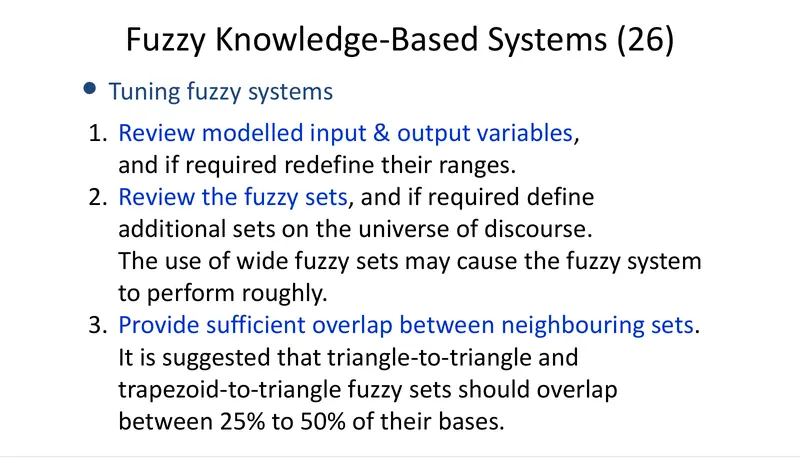 Fuzzy Knowledge-Based Systems (26)
• Tuning fuzzy systems
1. Review modelled input & output variables,
and if required redefine their ranges.
2. Review the fuzzy sets, and if required define
additional sets on the universe of discourse.
The use of wide fuzzy sets may cause the fuzzy system
to perform roughly.
3. Provide sufficient overlap between neighbouring sets.
It is suggested that triangle-to-triangle and
trapezoid-to-triangle fuzzy sets should overlap
between 25% to 50% of their bases.